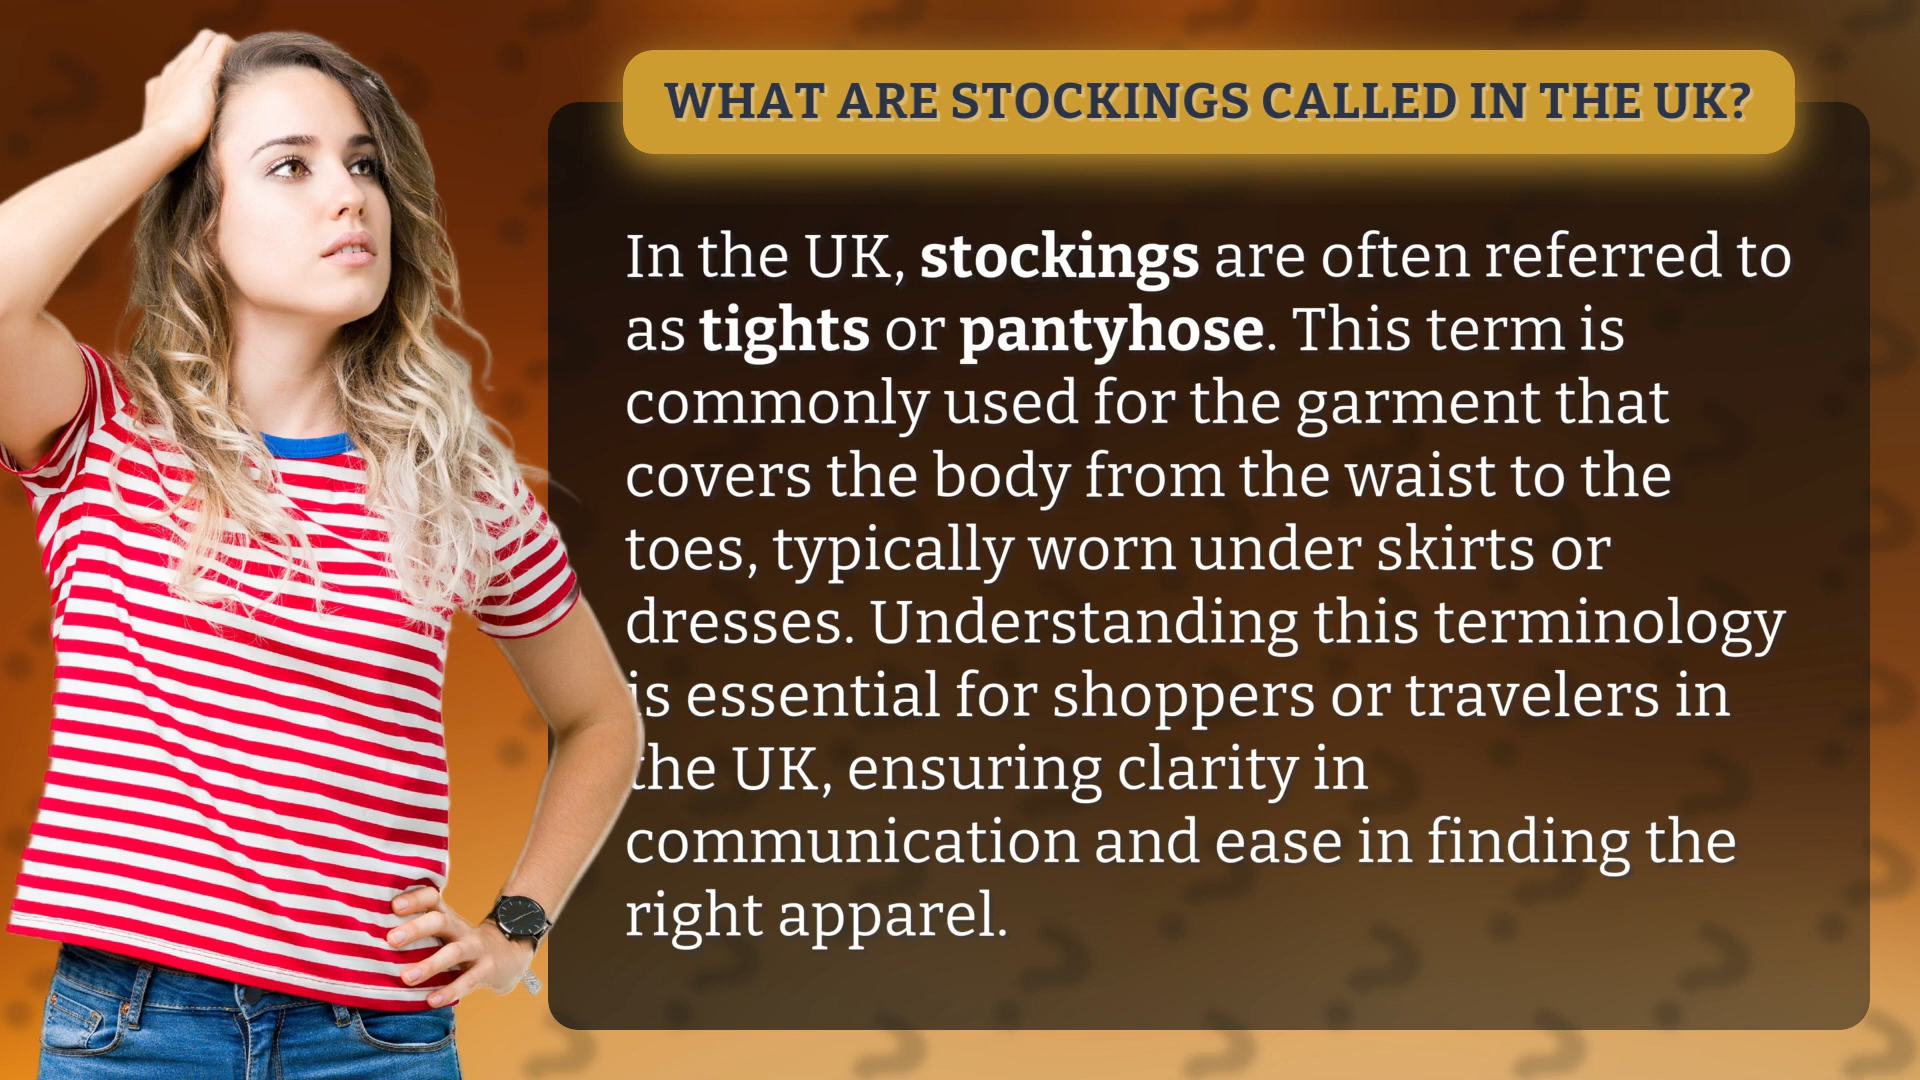 WHAT ARE STOCKINGS CALLED IN THE UK?
In the UK, stockings are often referred to
as tights or pantyhose. This term is
commonly used for the garment that
covers the body from the waist to the
toes, typically worn under skirts or
dresses. Understanding this terminology
is essential for shoppers or travelers in
the UK, ensuring clarity in
communication and ease in finding the
right apparel.